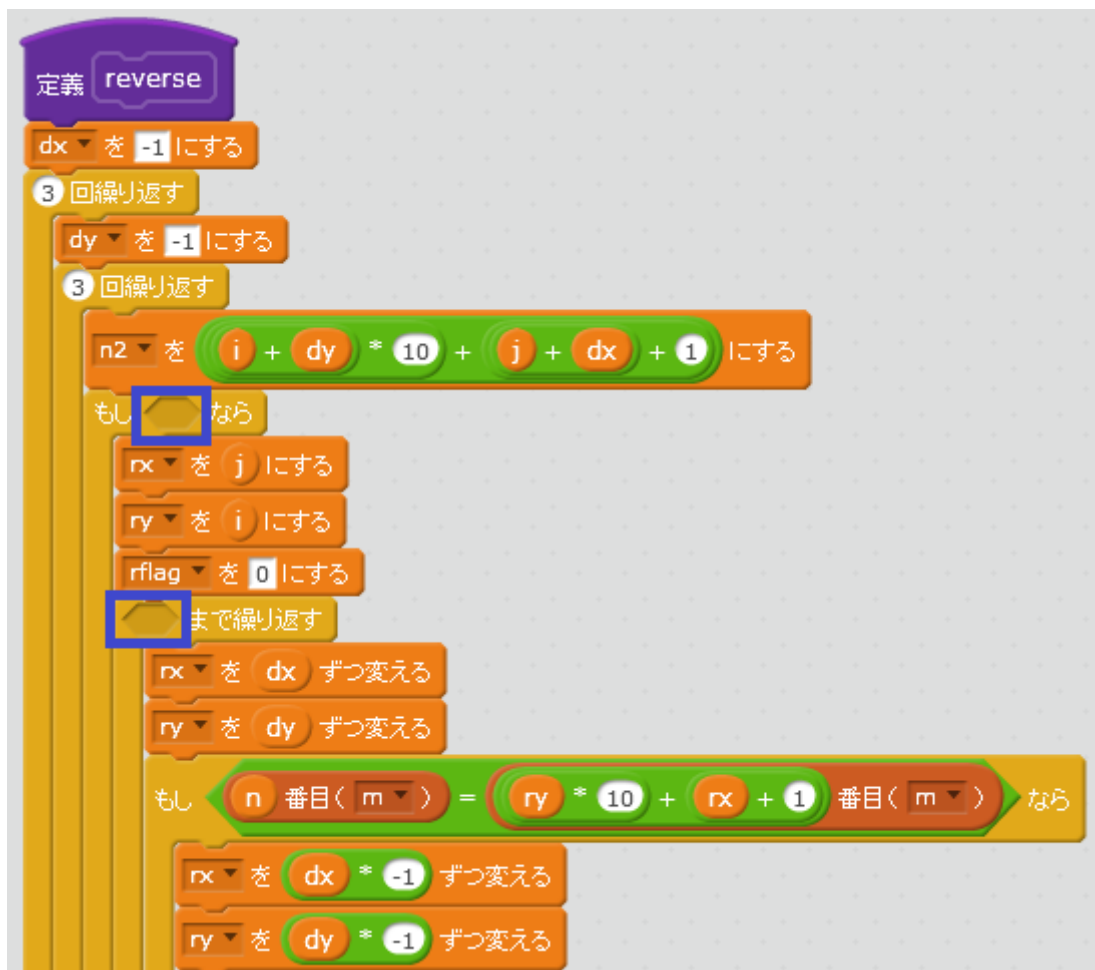 定義 reverse
dx を -1 にする
3 回繰り返す
dy を -1 にする
3 回繰り返す
n2 を i + dy * 10 + j + dx + 1 にする
もし なら
rx を j にする
ry を i にする
rflag を 0 にする
まで繰り返す
rx を dx ずつ変える
ry を dy ずつ変える
もし n 番目( m ) = ry * 10 + rx + 1 番目( m ) なら
rx を dx * -1 ずつ変える
ry を dy * -1 ずつ変える